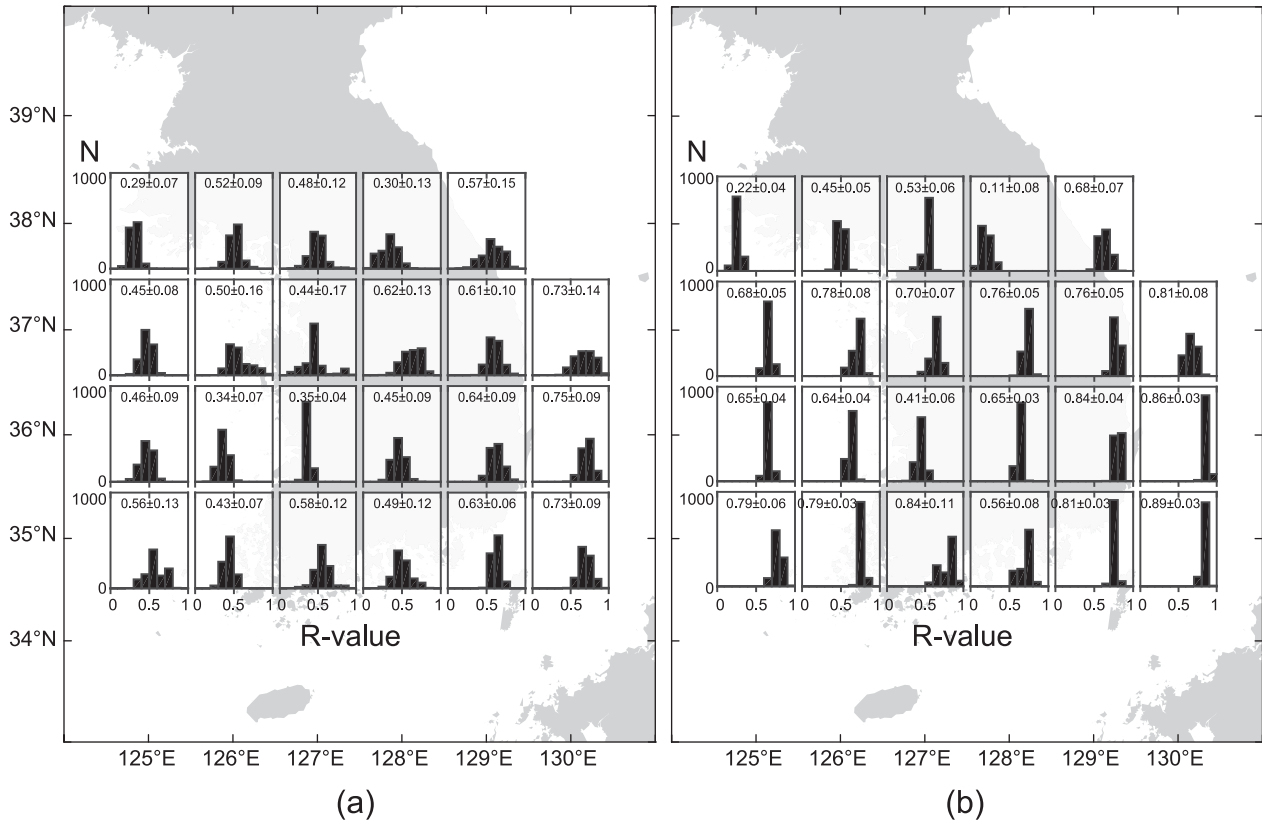 39°N
38°N
37°N
36°N
35°N
34°N
N
1000
0
0.29±0.07 0.52±0.09 0.48±0.12 0.30±0.13 0.57±0.15
1000
0
0.45±0.08 0.50±0.16 0.44±0.17 0.62±0.13 0.61±0.10 0.73±0.14
1000
0
0.46±0.09 0.34±0.07 0.35±0.04 0.45±0.09 0.64±0.09 0.75±0.09
1000
0
0.56±0.13 0.43±0.07 0.58±0.12 0.49±0.12 0.63±0.06 0.73±0.09
0 0.5 1 0 0.5 1 0 0.5 1 0 0.5 1 0 0.5 1 0 0.5 1
R-value
125°E 126°E 127°E 128°E 129°E 130°E
(a)
N
1000
0
0.22±0.04 0.45±0.05 0.53±0.06 0.11±0.08 0.68±0.07
1000
0
0.68±0.05 0.78±0.08 0.70±0.07 0.76±0.05 0.76±0.05 0.81±0.08
1000
0
0.65±0.04 0.64±0.04 0.41±0.06 0.65±0.03 0.84±0.04 0.86±0.03
1000
0
0.79±0.06 0.79±0.03 0.84±0.11 0.56±0.08 0.81±0.03 0.89±0.03
0 0.5 1 0 0.5 1 0 0.5 1 0 0.5 1 0 0.5 1 0 0.5 1
R-value
125°E 126°E 127°E 128°E 129°E 130°E
(b)